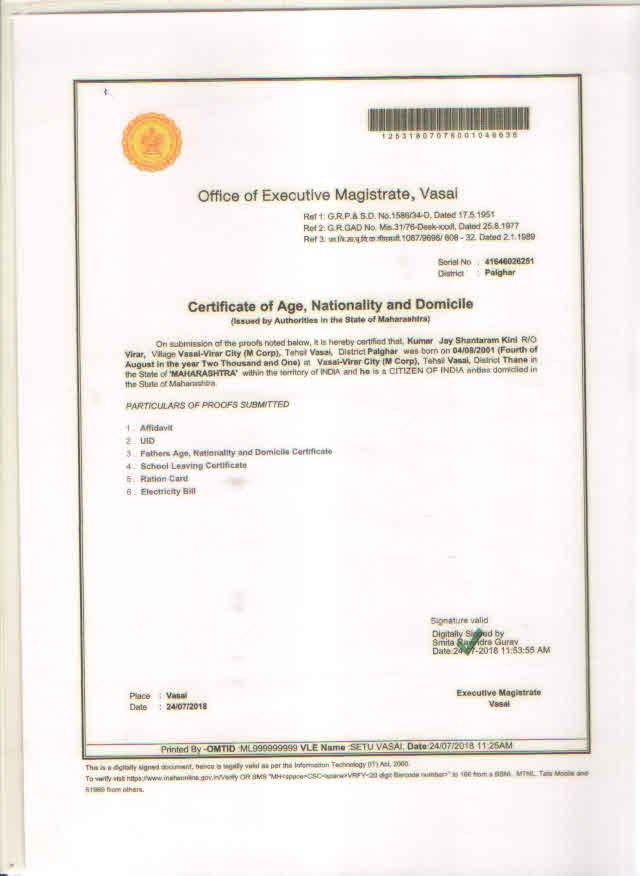 12531807076001046636
Office of Executive Magistrate, Vasai
Ref 1: G.R.P.& S.D. No.1586/34-D, Dated 17.5.1951
Ref 2: G.R.GAD No. Mis.31/76-Desk-xxxii, Dated 25.8.1977
Ref 3: 1087/9698/ 608 - 32, Dated 2.1.1989
Serial No : 41646026251
District : Palghar
Certificate of Age, Nationality and Domicile
(Issued by Authorities in the State of Maharashtra)
On submission of the proofs noted below, it is hereby certified that, Kumar Jay Shantaram Kini R/O
Virar, Village Vasai-Virar City (M Corp), Tehsil Vasai, District Palghar was born on 04/08/2001 (Fourth of
August in the year Two Thousand and One) at Vasai-Virar City (M Corp), Tehsil Vasai, District Thane in
the State of 'MAHARASHTRA' within the territory of INDIA and he is a CITIZEN OF INDIA domiciled in
the State of Maharashtra.
PARTICULARS OF PROOFS SUBMITTED
1 . Affidavit
2 . UID
3 . Fathers Age, Nationality and Domicile Certificate
4 . School Leaving Certificate
5 . Ration Card
6 . Electricity Bill
Signature valid
Digitally Signed by
Smita Ravindra Gurav
Date:24-07-2018 11:53:55 AM
Place : Vasai
Date : 24/07/2018
Executive Magistrate
Vasai
Printed By -OMTID :ML999999999 VLE Name :SETU VASAI, Date:24/07/2018 11:25AM
This is a digitally signed document, hence is legally valid as per the Information Technology (IT) Act, 2000.
To verify visit https://www.mahaonline.gov.in/Verify OR SMS "MH<space>CSC<space>VRFY<20 digit Barcode number>" to 166 from a BSNL ,MTNL, Tata Mobile and
51969 from others.